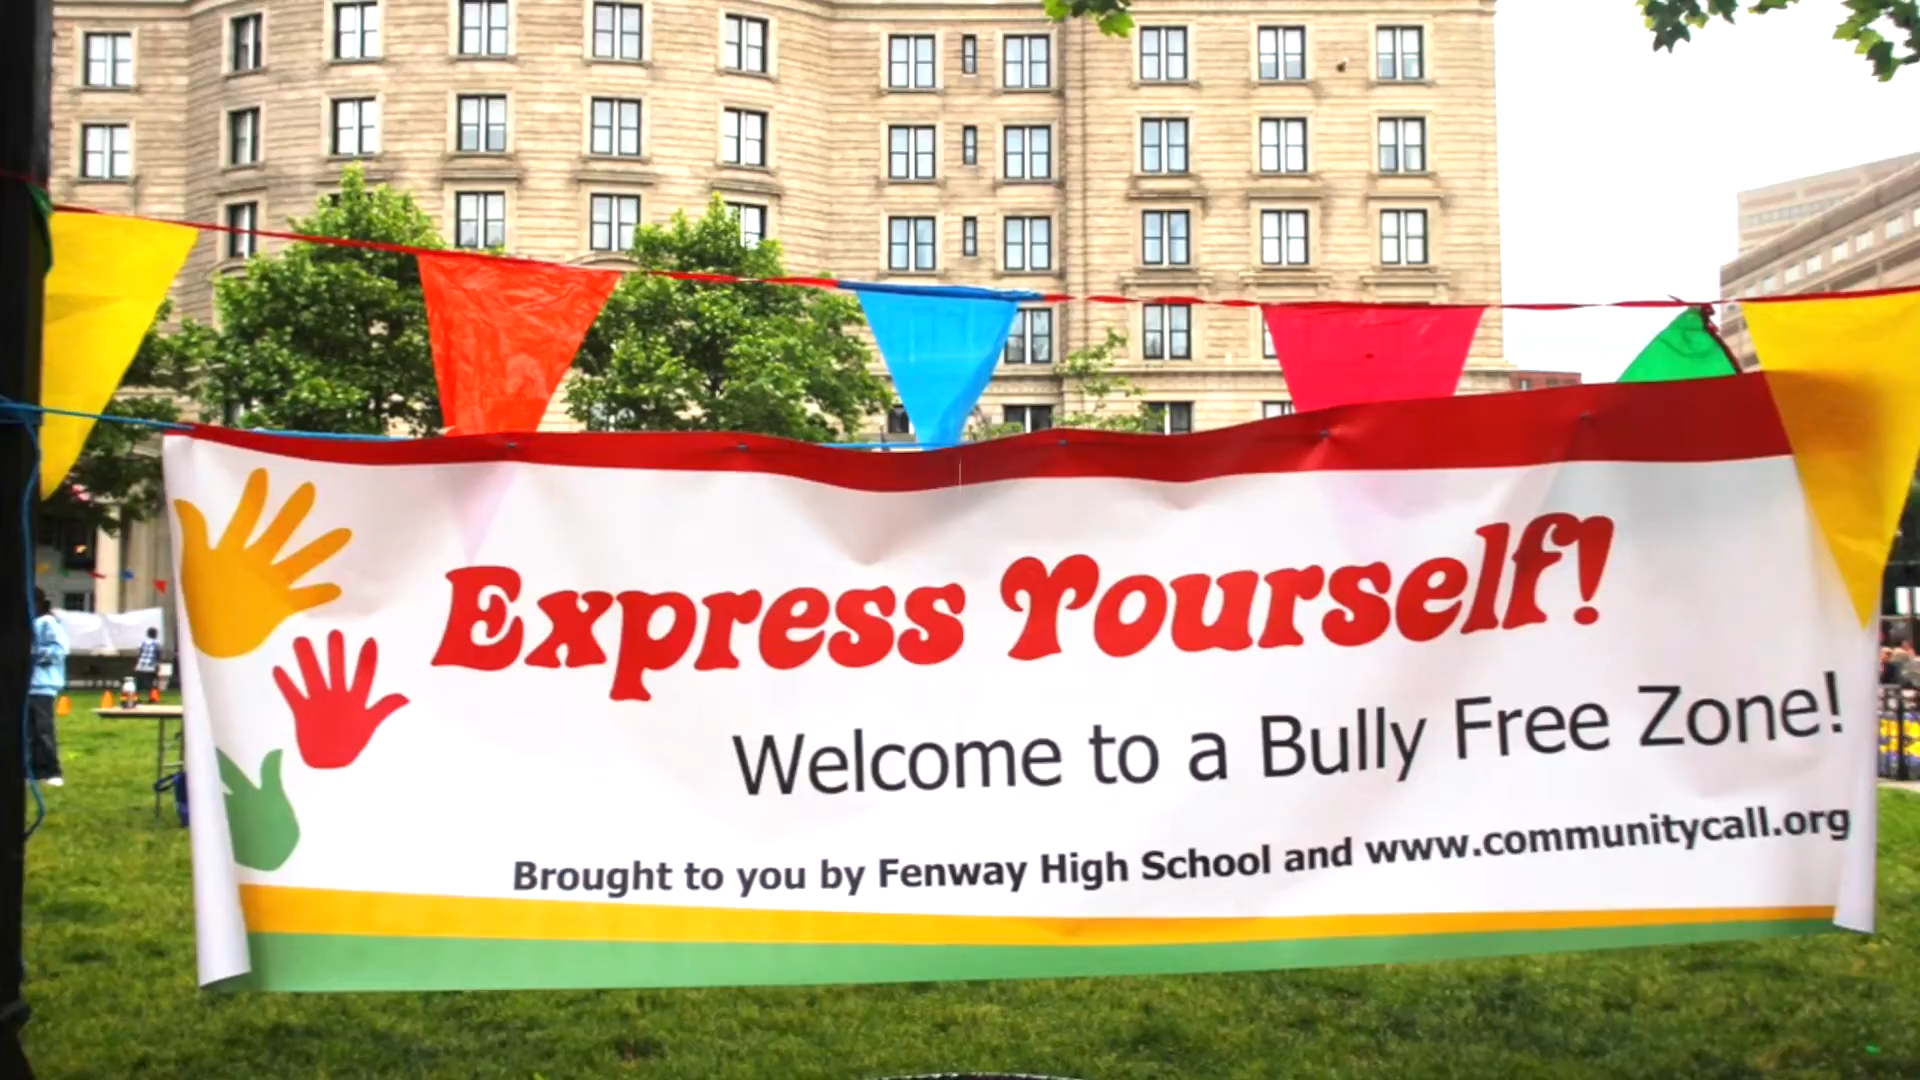 Express Yourself!
Welcome to a Bully Free Zone!
Brought to you by Fenway High School and www.communitycall.org